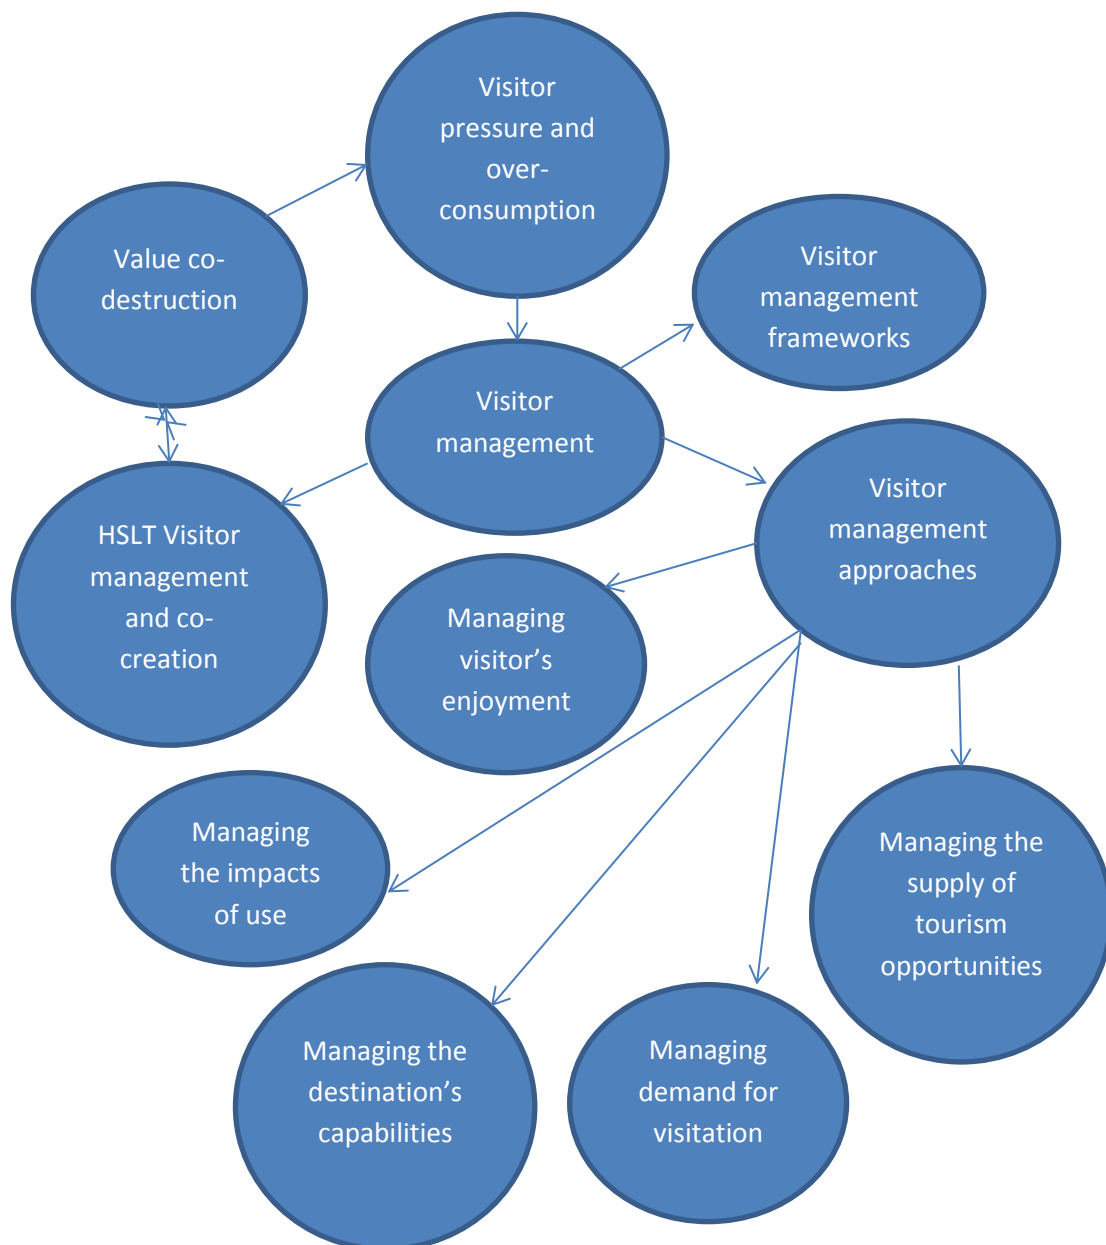 Visitor
pressure and
over-
consumption
Value co-
destruction
Visitor
management
frameworks
Visitor
management
Visitor
management
approaches
HSLT Visitor
management
and co-
creation
Managing
visitor’s
enjoyment
Managing
the impacts
of use
Managing the
supply of
tourism
opportunities
Managing the
destination’s
capabilities
Managing
demand for
visitation